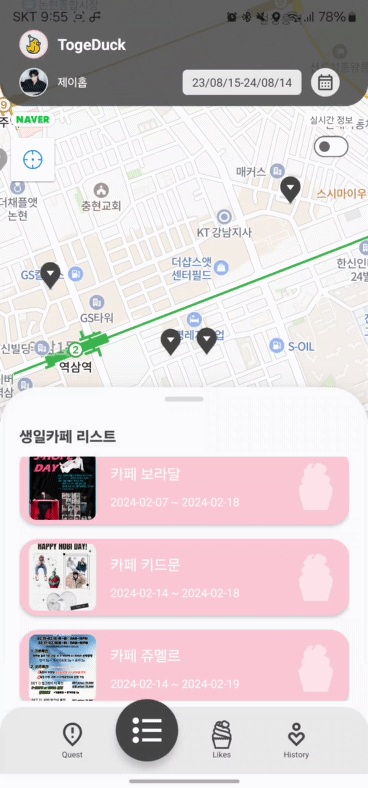 SKT 9:55
78%
TogeDuck
제이홉
23/08/15-24/08/14
NAVER
실시간 정보
매커스
스시마이우
더채플앳
논현
충현교회
KT 강남지사
더샵스앳
센터필드
한신인
24빌
GS타워
2
역삼역
신빌딩
S-OIL
생일카페 리스트
카페 보라달
2024-02-07 ~ 2024-02-18
HAPPY HOBI DAY!
카페 키드문
2024-02-14 ~ 2024-02-18
카페 쥬멜르
2024-02-14 ~ 2024-02-19
Quest
Likes
History